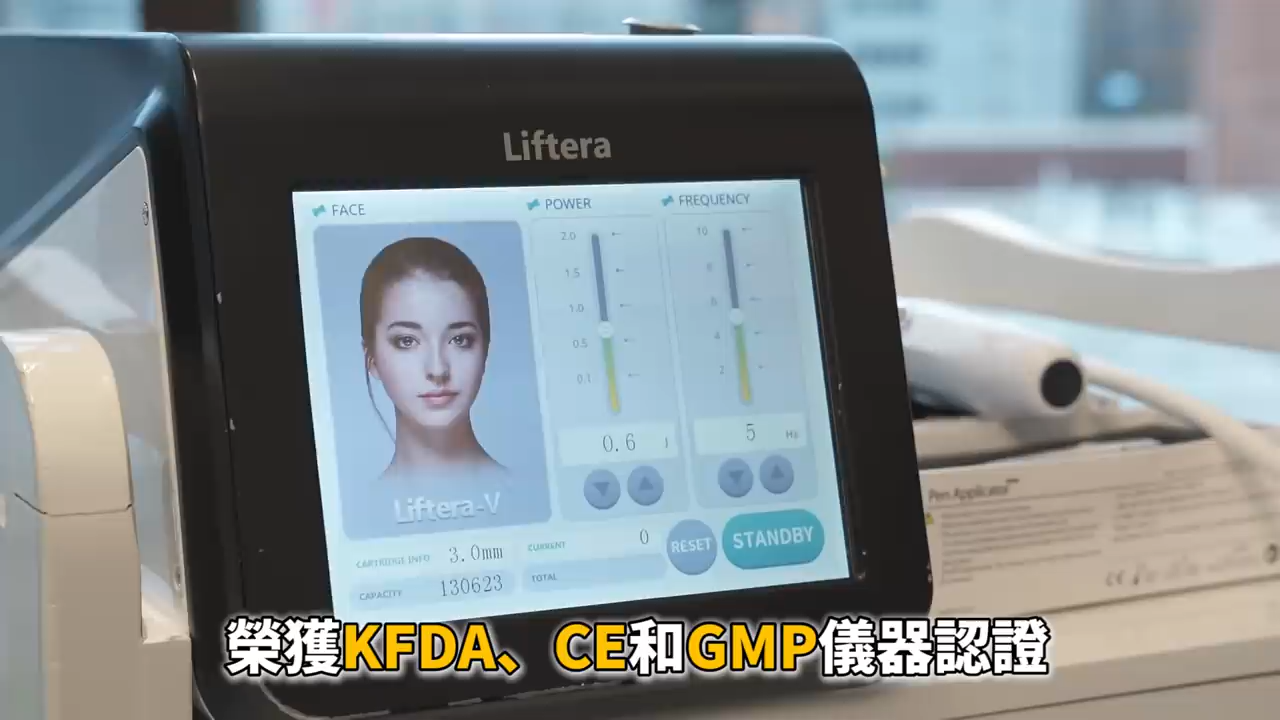 Liftera
FACE
POWER
FREQUENCY
2.0
1.5
1.0
0.5
0.1
10
8
6
4
2
Liftera-V
0.6 J
5 Hz
CARTRIDGE INFO 3.0mm
CAPACITY 130623
CURRENT 0
TOTAL
RESET
STANDBY
Pen Applicator
CE
榮獲KFDA、CE和GMP儀器認證